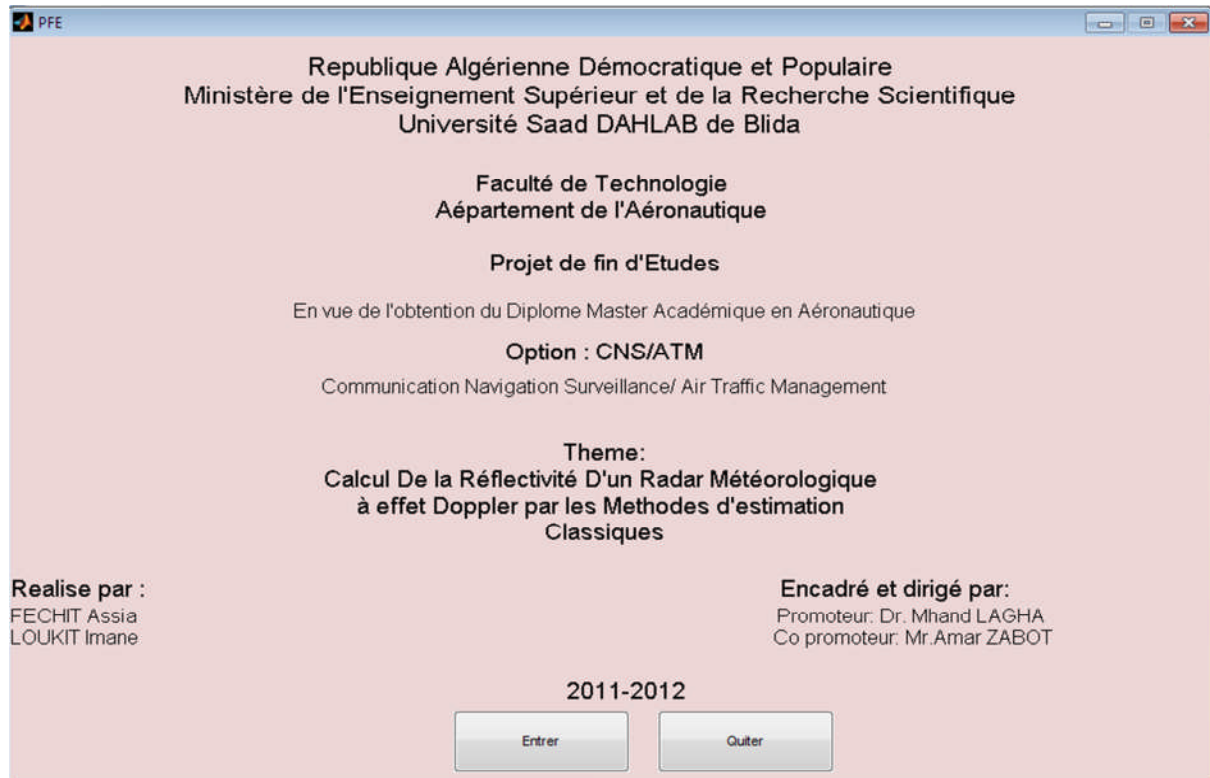 PFE
Republique Algérienne Démocratique et Populaire
Ministère de l'Enseignement Supérieur et de la Recherche Scientifique
Université Saad DAHLAB de Blida
Faculté de Technologie
Aépartement de l'Aéronautique
Projet de fin d'Etudes
En vue de l'obtention du Diplome Master Académique en Aéronautique
Option : CNS/ATM
Communication Navigation Surveillance/ Air Traffic Management
Theme:
Calcul De la Réflectivité D'un Radar Météorologique
à effet Doppler par les Methodes d'estimation
Classiques
Realise par :
FECHIT Assia
LOUKIT Imane
Encadré et dirigé par:
Promoteur: Dr. Mhand LAGHA
Co promoteur: Mr.Amar ZABOT
2011-2012
Entrer
Quiter